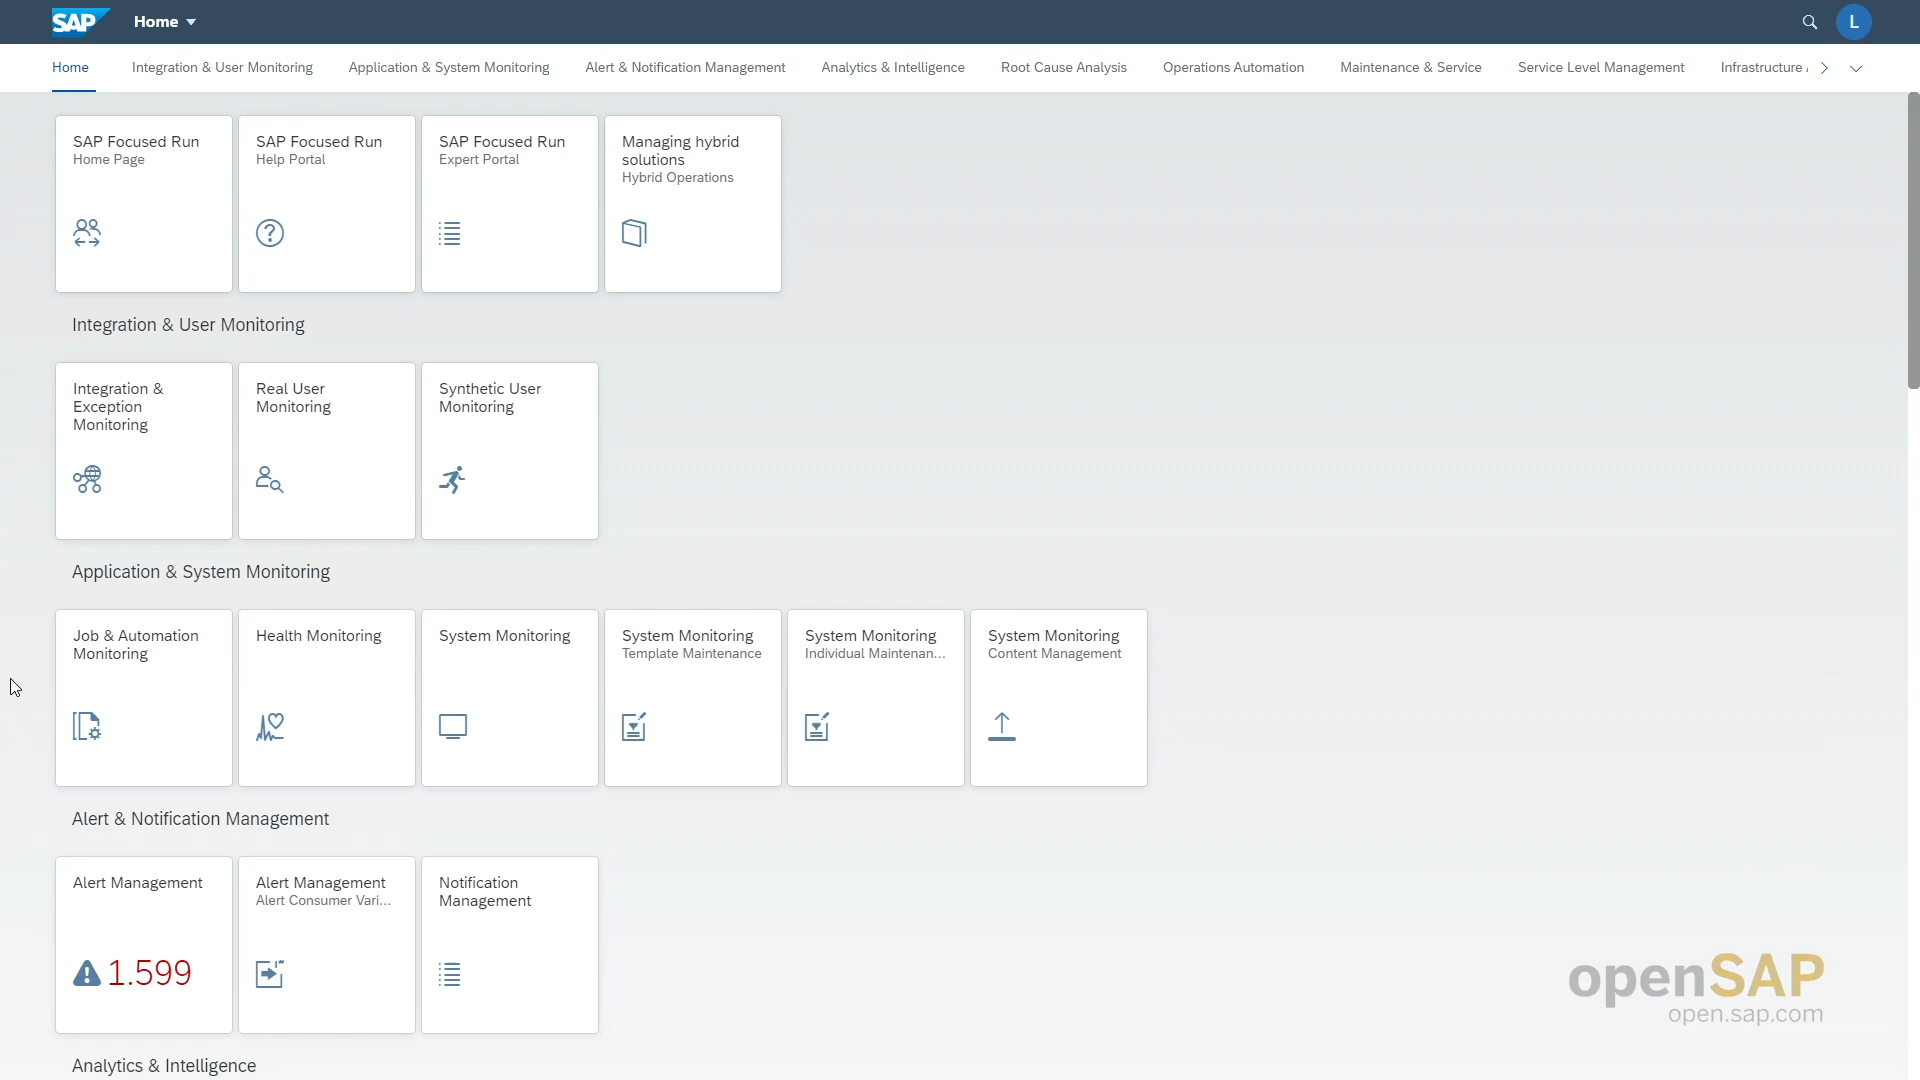 SAP Home
L
Home Integration & User Monitoring Application & System Monitoring Alert & Notification Management Analytics & Intelligence Root Cause Analysis Operations Automation Maintenance & Service Service Level Management Infrastructure
SAP Focused Run
Home Page
SAP Focused Run
Help Portal
SAP Focused Run
Expert Portal
Managing hybrid
solutions
Hybrid Operations
Integration & User Monitoring
Integration &
Exception
Monitoring
Real User
Monitoring
Synthetic User
Monitoring
Application & System Monitoring
Job & Automation
Monitoring
Health Monitoring
System Monitoring
System Monitoring
Template Maintenance
System Monitoring
Individual Maintenan...
System Monitoring
Content Management
Alert & Notification Management
Alert Management
1.599
Alert Management
Alert Consumer Vari...
Notification
Management
Analytics & Intelligence
openSAP
open.sap.com